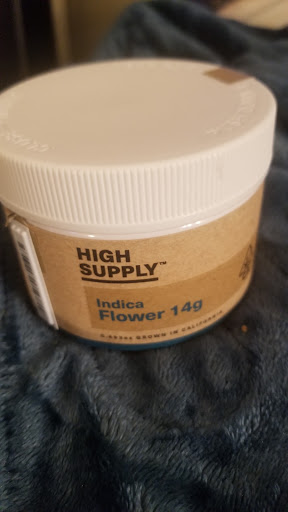 HIGH
SUPPLY™
Indica
Flower 14g
GROWN IN CALIFORNIA